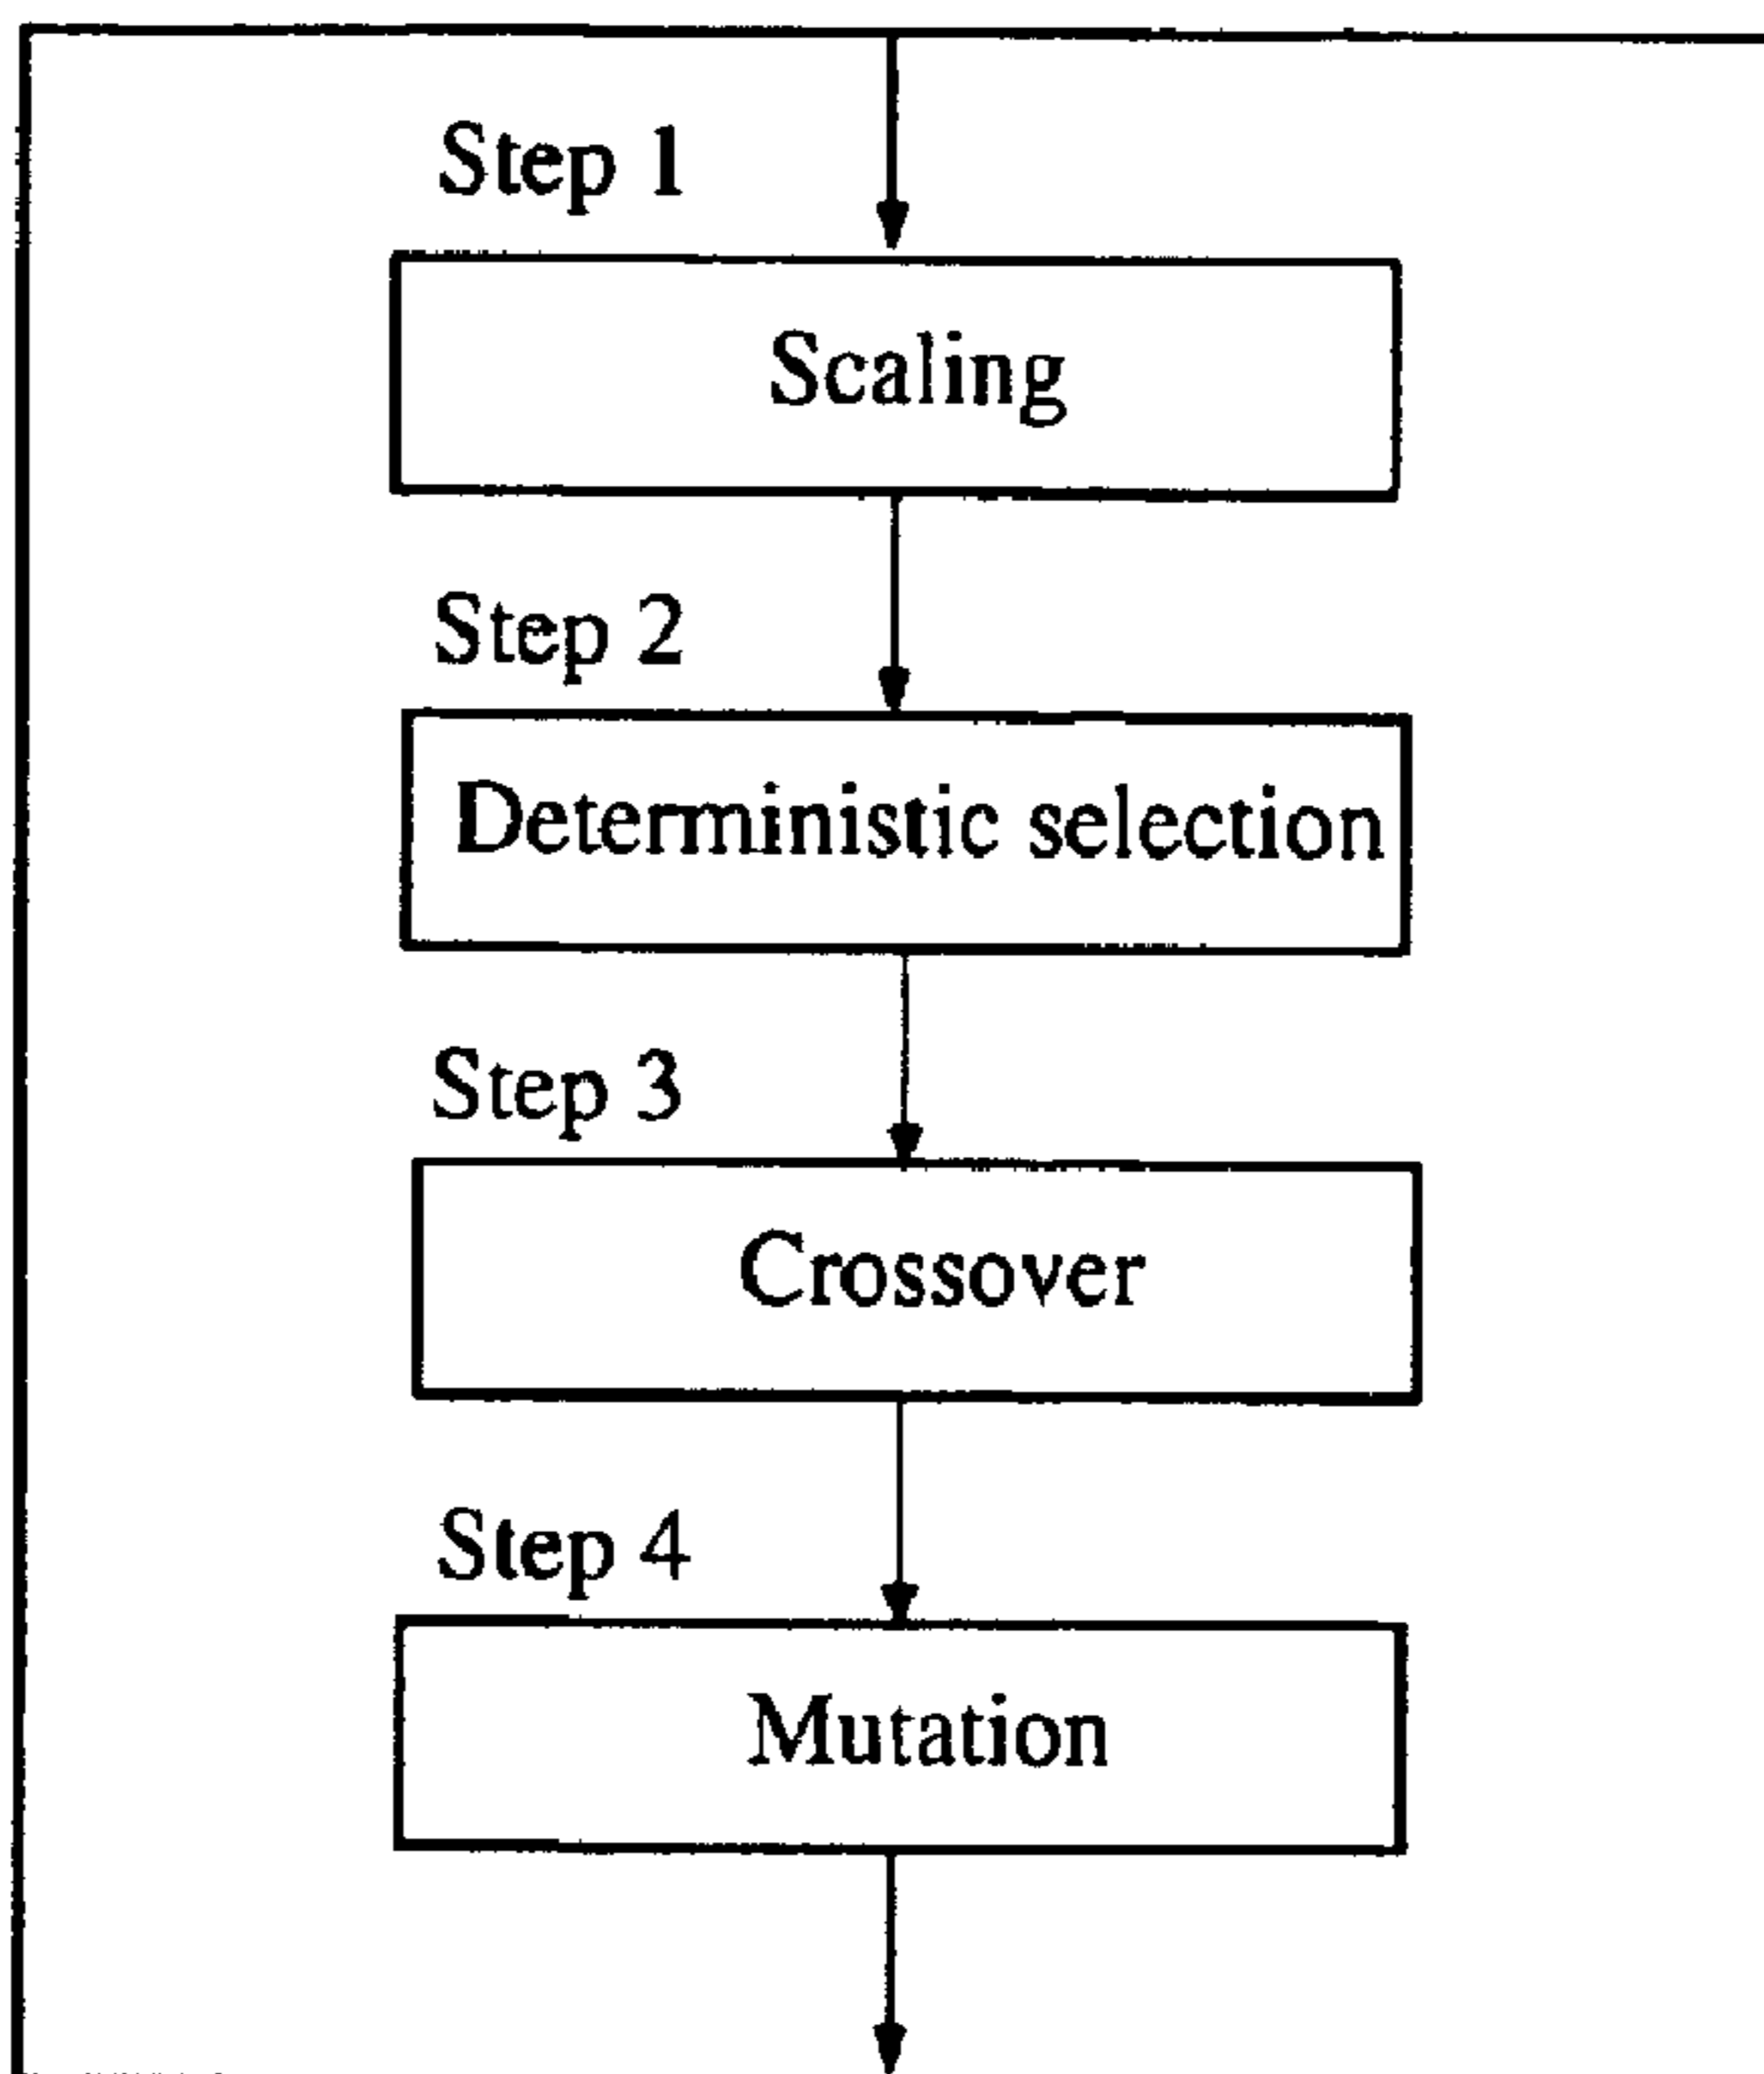 Step 1
Scaling
Step 2
Deterministic selection
Step 3
Crossover
Step 4
Mutation